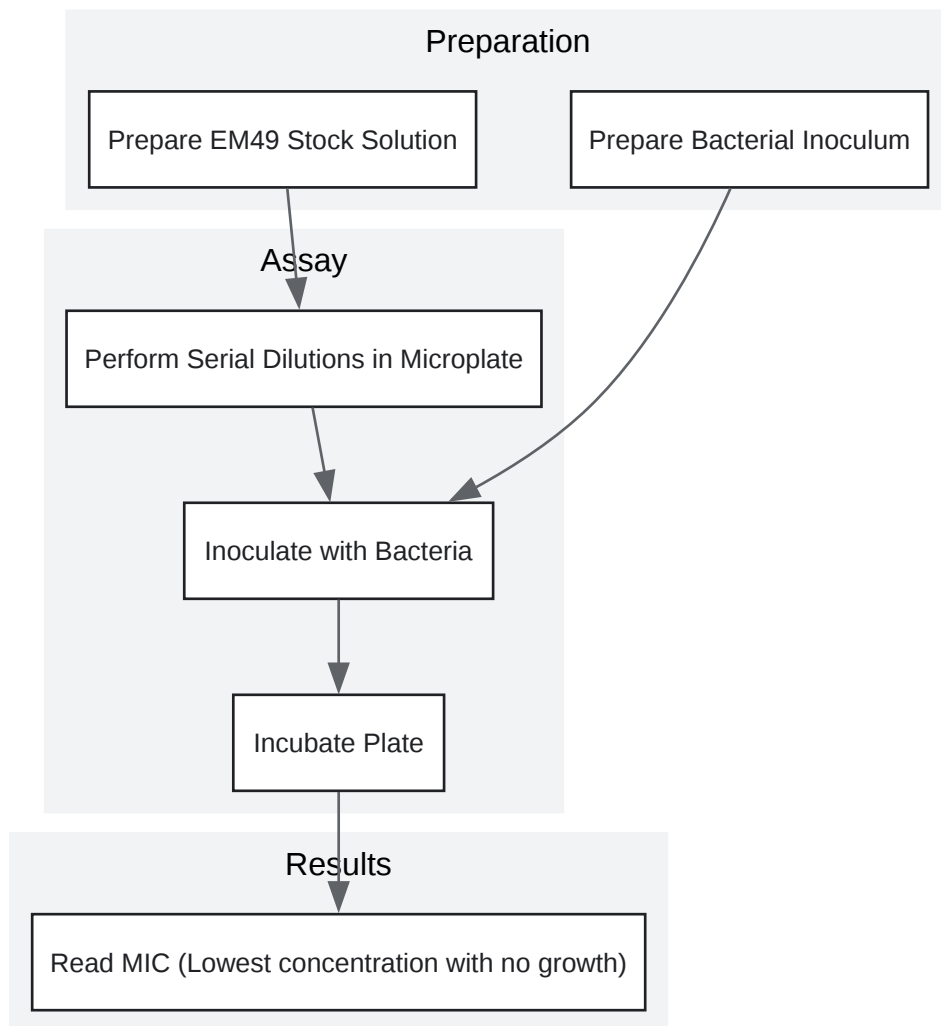 Preparation
Prepare EM49 Stock Solution
Prepare Bacterial Inoculum
Assay
Perform Serial Dilutions in Microplate
Inoculate with Bacteria
Incubate Plate
Results
Read MIC (Lowest concentration with no growth)